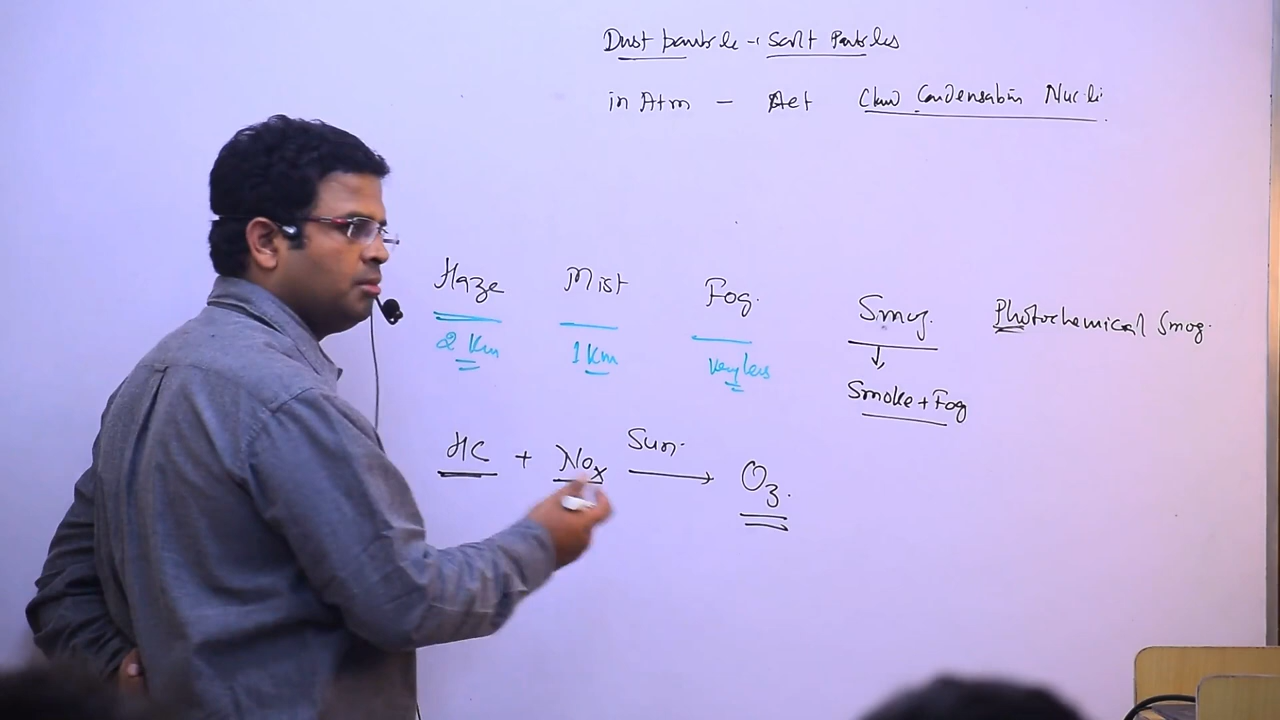 Dust particle - Salt Particles
in Atm - Act Cloud Condensation Nuclei
Haze Mist Fog. Smog. Photochemical Smog.
2 Km 1 Km Very less
Smoke + Fog
HC + NOx Sun. O3.